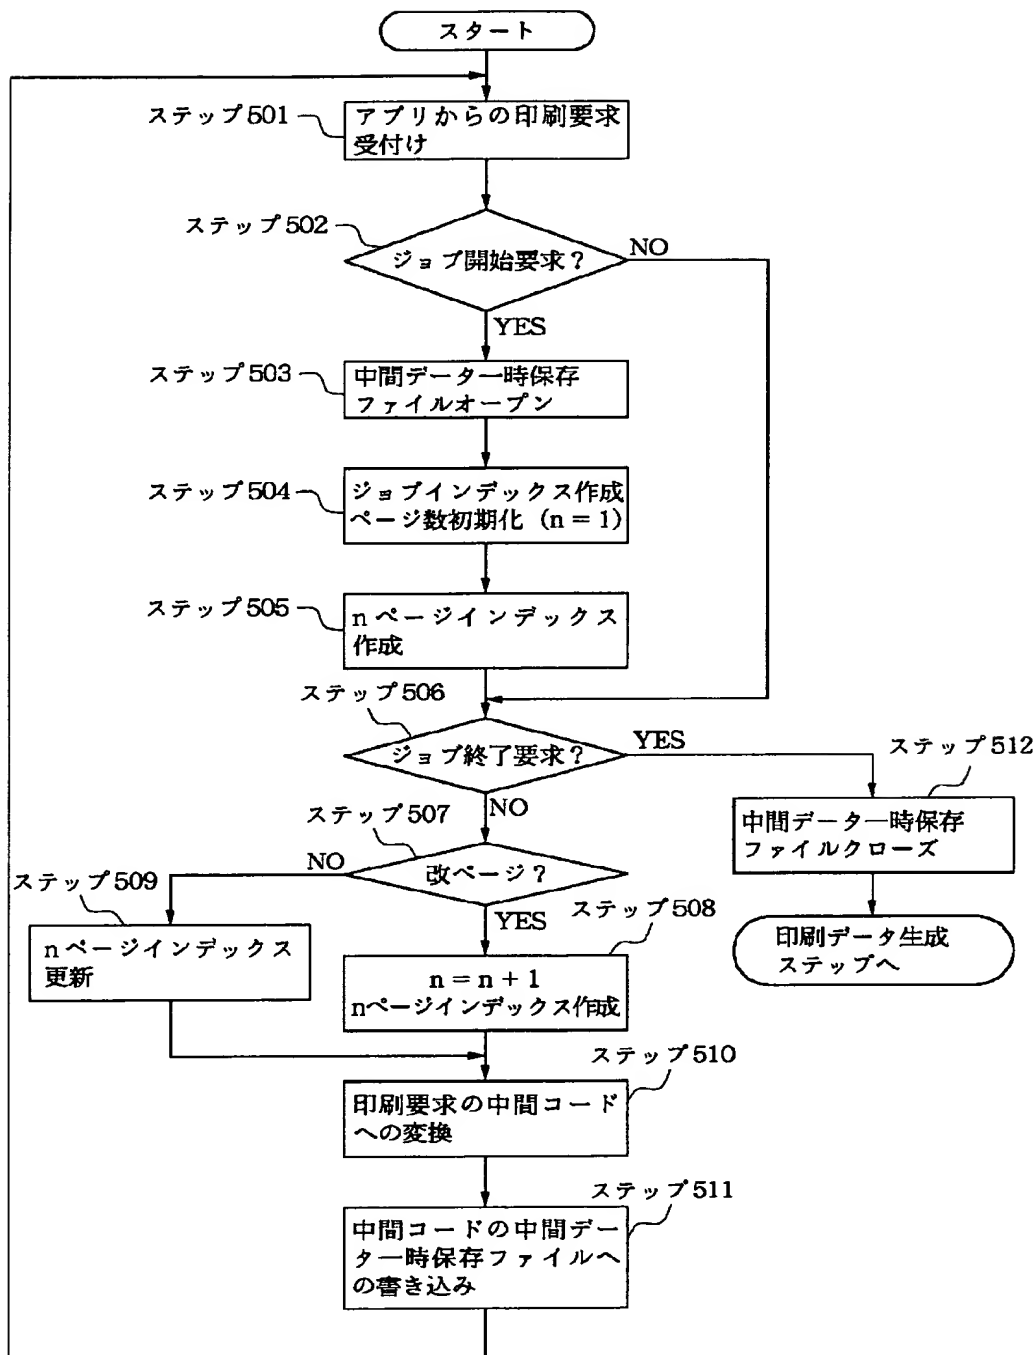 スタート
ステップ501
アプリからの印刷要求
受付け
ステップ502
ジョブ開始要求？
NO
YES
ステップ503
中間データ一時保存
ファイルオープン
ステップ504
ジョブインデックス作成
ページ数初期化 (n = 1)
ステップ505
nページインデックス
作成
ステップ506
ジョブ終了要求？
YES
ステップ512
NO
中間データ一時保存
ファイルクローズ
ステップ507
改ページ？
NO
ステップ509
YES
ステップ508
nページインデックス
更新
n = n + 1
nページインデックス作成
印刷データ生成
ステップへ
ステップ510
印刷要求の中間コード
への変換
ステップ511
中間コードの中間デー
ター時保存ファイルへ
の書き込み